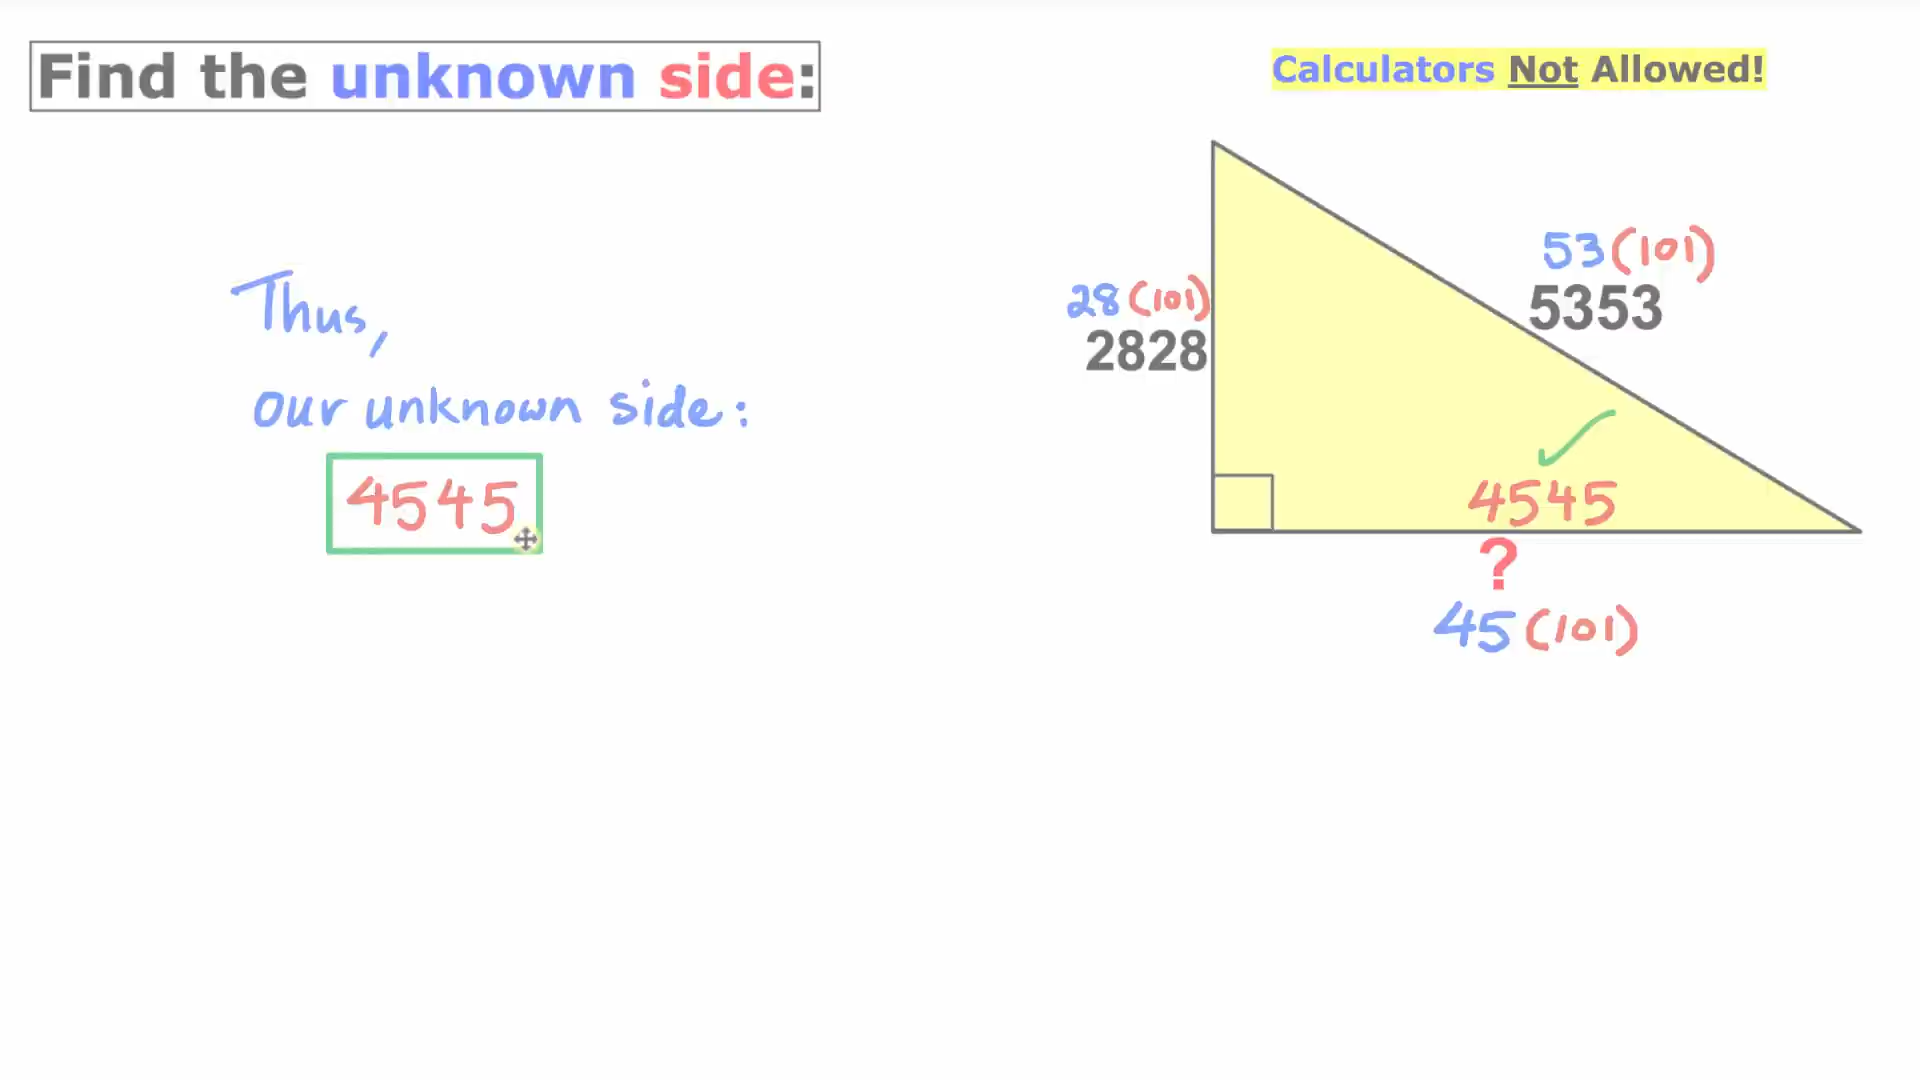 Find the unknown side:
Calculators Not Allowed!
Thus,
our unknown side:
4545
53(101)
5353
28(101)
2828
4545
?
45(101)